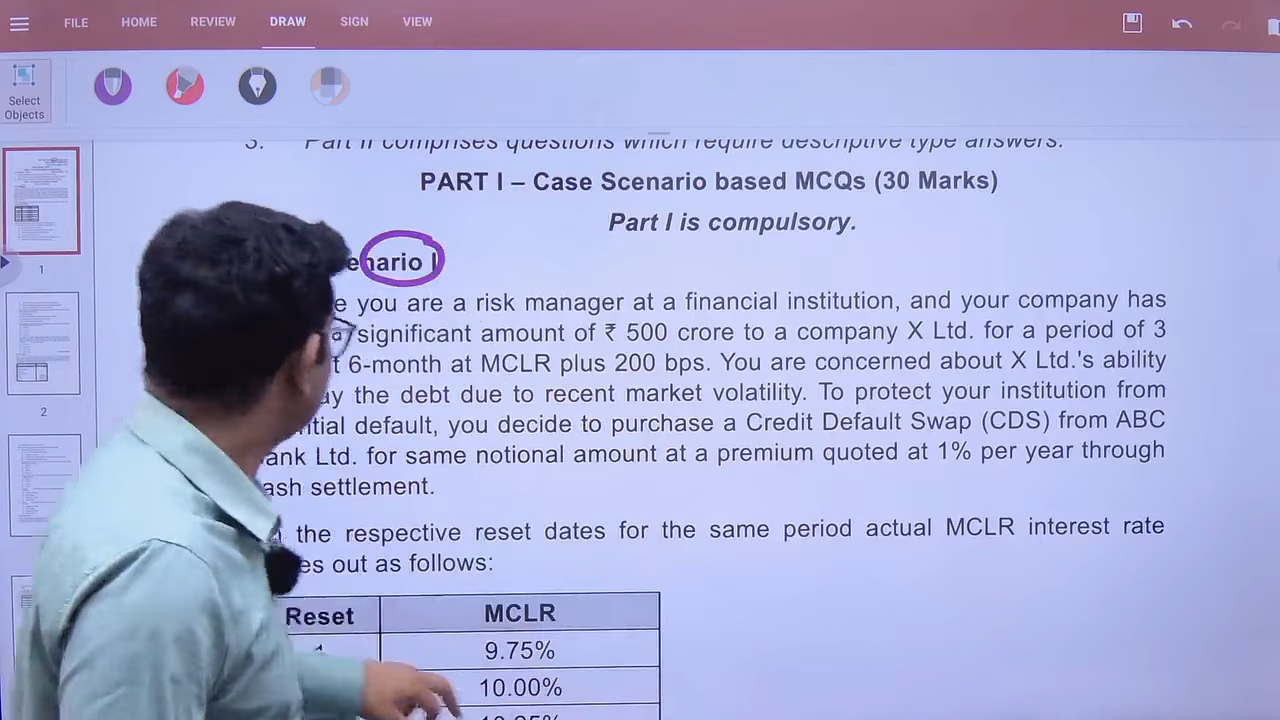 FILE HOME REVIEW DRAW SIGN VIEW
Select
Objects
3. Part II comprises questions which require descriptive type answers.
PART I – Case Scenario based MCQs (30 Marks)
Part I is compulsory.
nario I
you are a risk manager at a financial institution, and your company has
significant amount of ₹ 500 crore to a company X Ltd. for a period of 3
6-month at MCLR plus 200 bps. You are concerned about X Ltd.'s ability
the debt due to recent market volatility. To protect your institution from
ntial default, you decide to purchase a Credit Default Swap (CDS) from ABC
ank Ltd. for same notional amount at a premium quoted at 1% per year through
ash settlement.
the respective reset dates for the same period actual MCLR interest rate
es out as follows:
Reset MCLR
9.75%
10.00%
1
2